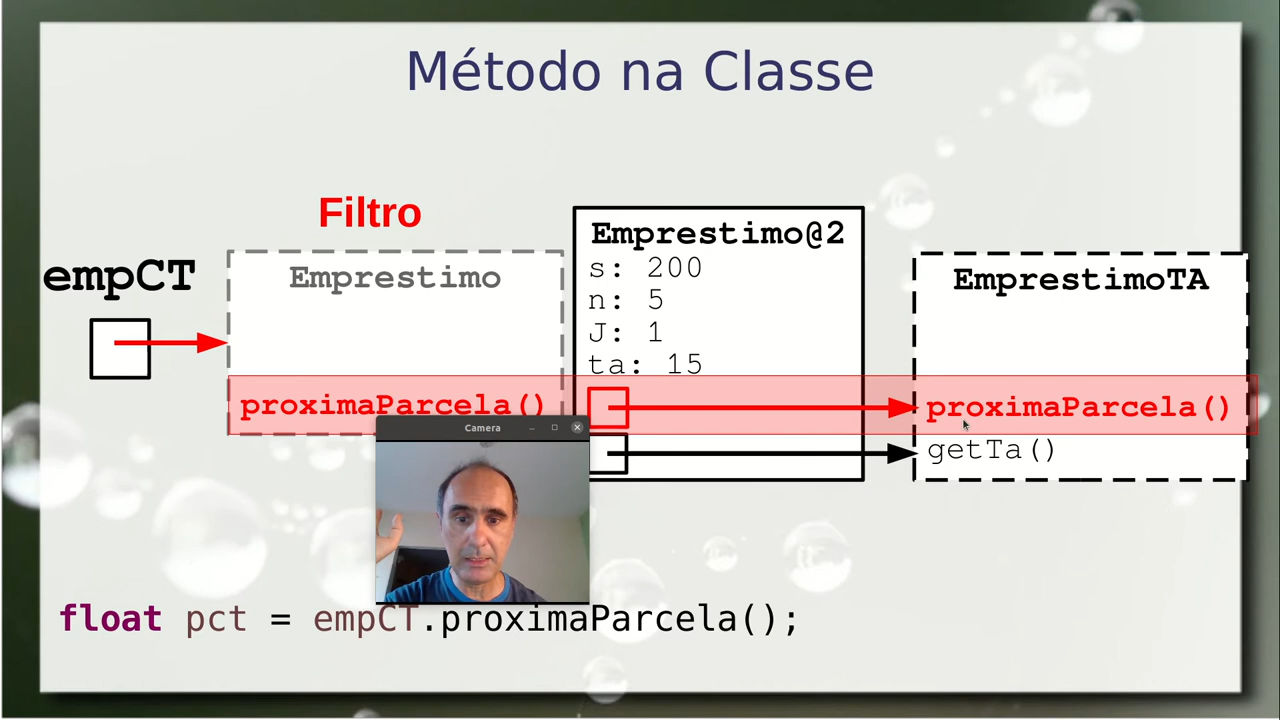 Método na Classe
Filtro
empCT
Emprestimo
proximaParcela()
Emprestimo@2
s: 200
n: 5
J: 1
ta: 15
EmprestimoTA
proximaParcela()
getTa()
Camera
float pct = empCT.proximaParcela();